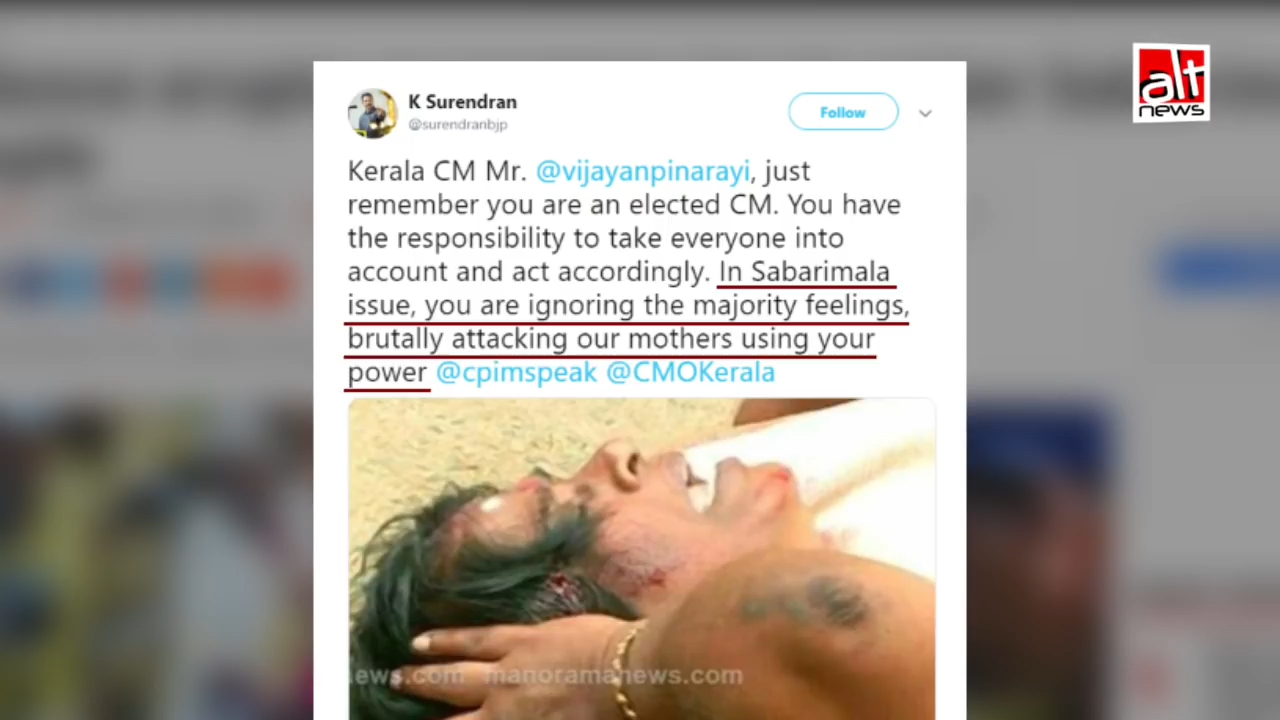 alt
news
K Surendran
@surendranbjp
Follow
Kerala CM Mr. @vijayanpinarayi, just
remember you are an elected CM. You have
the responsibility to take everyone into
account and act accordingly. In Sabarimala
issue, you are ignoring the majority feelings,
brutally attacking our mothers using your
power @cpimspeak @CMOKerala
ews.com manoramanews.com